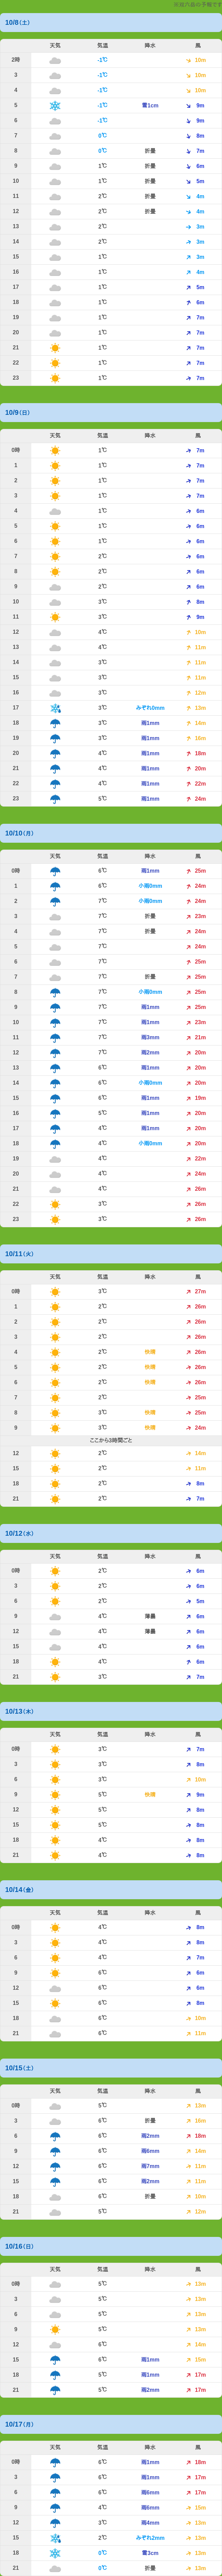 10/8 (土)
天気 気温 降水 風
2時 -1℃ 10m
3 -1℃ 10m
4 -1℃ 10m
5 -1℃ 雪1cm 9m
6 -1℃ 9m
7 0℃ 8m
8 0℃ 折曇 7m
9 1℃ 折曇 6m
10 1℃ 折曇 5m
11 2℃ 折曇 4m
12 2℃ 折曇 4m
13 2℃ 3m
14 2℃ 3m
15 1℃ 3m
16 1℃ 4m
17 1℃ 5m
18 1℃ 6m
19 1℃ 7m
20 1℃ 7m
21 1℃ 7m
22 1℃ 7m
23 1℃ 7m
10/9 (日)
天気 気温 降水 風
0時 1℃ 7m
1 1℃ 7m
2 1℃ 7m
3 1℃ 7m
4 1℃ 6m
5 1℃ 6m
6 1℃ 6m
7 2℃ 6m
8 2℃ 6m
9 2℃ 6m
10 3℃ 8m
11 3℃ 9m
12 4℃ 10m
13 4℃ 11m
14 3℃ 11m
15 3℃ 11m
16 3℃ 12m
17 3℃ みぞれ0mm 13m
18 3℃ 雨1mm 14m
19 3℃ 雨1mm 16m
20 4℃ 雨1mm 18m
21 4℃ 雨1mm 20m
22 4℃ 雨1mm 22m
23 5℃ 雨1mm 24m
10/10 (月)
天気 気温 降水 風
0時 6℃ 雨1mm 25m
1 6℃ 小雨0mm 24m
2 7℃ 小雨0mm 24m
3 7℃ 折曇 23m
4 7℃ 折曇 24m
5 7℃ 24m
6 7℃ 25m
7 7℃ 折曇 25m
8 7℃ 小雨0mm 25m
9 7℃ 雨1mm 25m
10 7℃ 雨1mm 23m
11 7℃ 雨3mm 21m
12 7℃ 雨2mm 20m
13 6℃ 雨1mm 20m
14 6℃ 小雨0mm 20m
15 6℃ 雨1mm 19m
16 5℃ 雨1mm 20m
17 4℃ 雨1mm 20m
18 4℃ 小雨0mm 20m
19 4℃ 22m
20 4℃ 24m
21 4℃ 26m
22 3℃ 26m
23 3℃ 26m
10/11 (火)
天気 気温 降水 風
0時 3℃ 27m
1 2℃ 26m
2 2℃ 26m
3 2℃ 25m
4 2℃ 快晴 26m
5 2℃ 快晴 26m
6 2℃ 快晴 26m
7 2℃ 25m
8 3℃ 快晴 25m
9 3℃ 快晴 24m
ここから3時間ごと
12 2℃ 14m
15 2℃ 11m
18 2℃ 8m
21 2℃ 7m
10/12 (水)
天気 気温 降水 風
0時 2℃ 6m
3 2℃ 6m
6 2℃ 5m
9 4℃ 薄曇 6m
12 4℃ 薄曇 6m
15 4℃ 6m
18 4℃ 6m
21 3℃ 7m
10/13 (木)
天気 気温 降水 風
0時 3℃ 7m
3 3℃ 8m
6 3℃ 10m
9 5℃ 快晴 9m
12 5℃ 8m
15 5℃ 8m
18 4℃ 8m
21 4℃ 8m
10/14 (金)
天気 気温 降水 風
0時 4℃ 8m
3 4℃ 8m
6 4℃ 7m
9 6℃ 6m
12 6℃ 6m
15 6℃ 8m
18 6℃ 10m
21 6℃ 11m
10/15 (土)
天気 気温 降水 風
0時 5℃ 13m
3 6℃ 折曇 16m
6 6℃ 雨2mm 18m
9 6℃ 雨6mm 14m
12 6℃ 雨7mm 11m
15 6℃ 雨2mm 11m
18 6℃ 折曇 10m
21 5℃ 12m
10/16 (日)
天気 気温 降水 風
0時 5℃ 13m
3 5℃ 13m
6 5℃ 13m
9 5℃ 13m
12 6℃ 14m
15 6℃ 雨1mm 15m
18 5℃ 雨1mm 17m
21 5℃ 雨2mm 17m
10/17 (月)
天気 気温 降水 風
0時 6℃ 雨1mm 18m
3 6℃ 雨1mm 17m
6 6℃ 雨6mm 17m
9 4℃ 雨6mm 15m
12 3℃ 雨4mm 13m
15 2℃ みぞれ2mm 13m
18 0℃ 雪3cm 13m
21 0℃ 折曇 13m